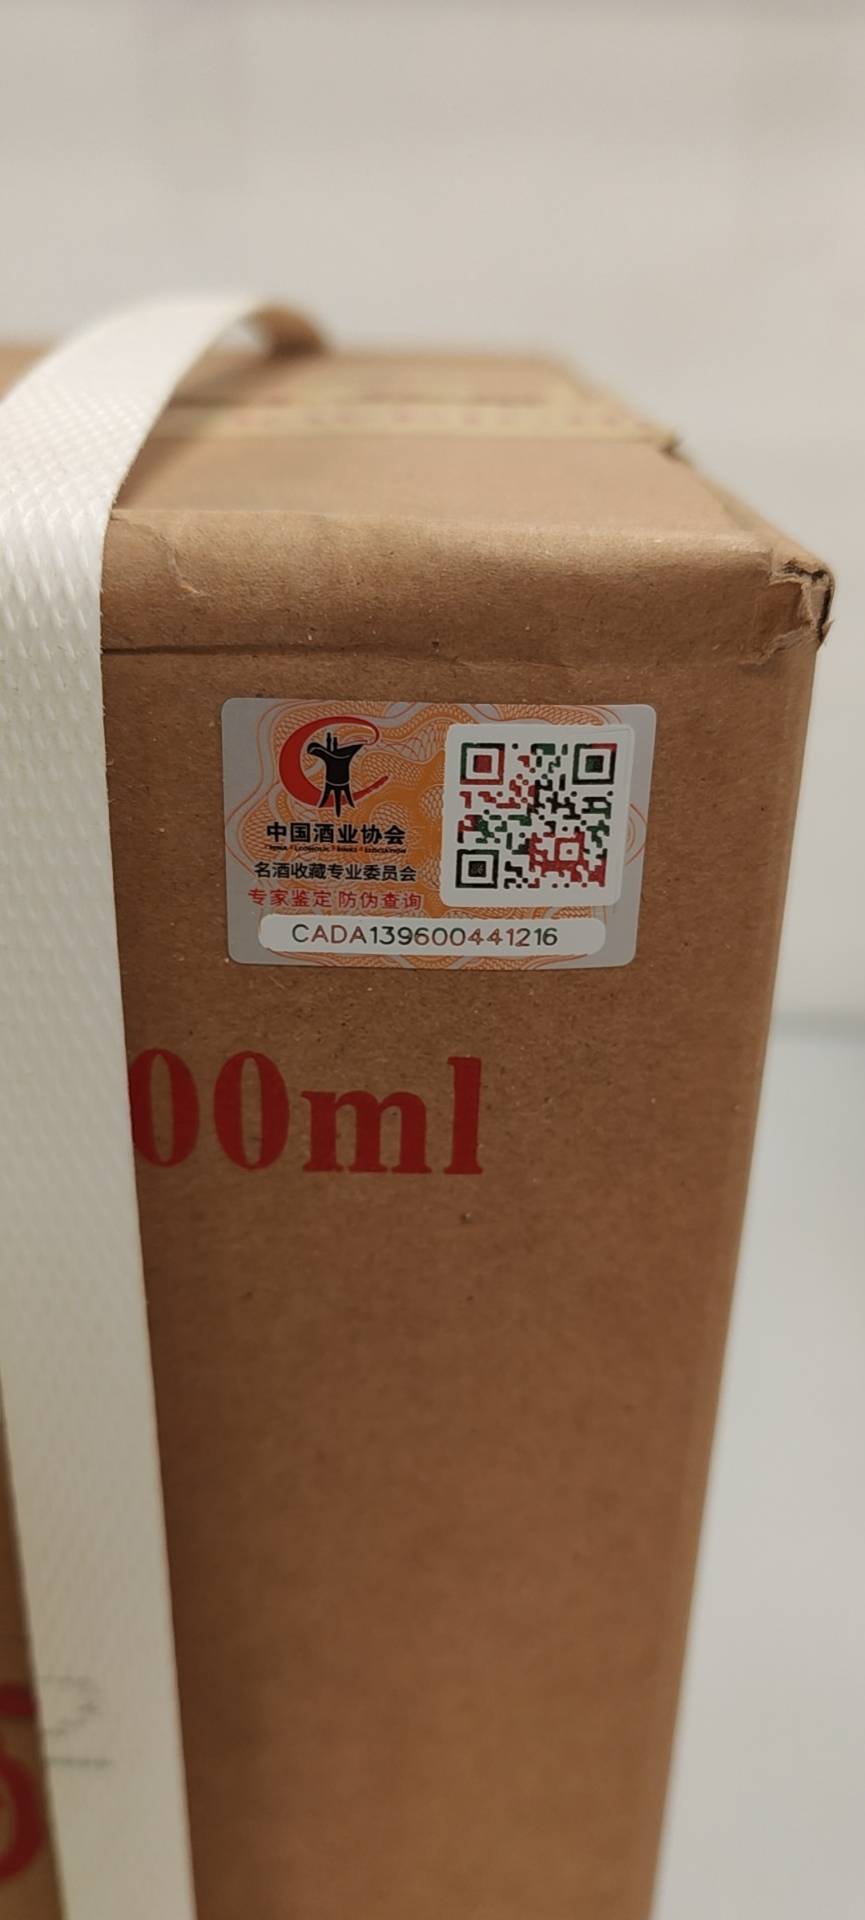 中国酒业协会
名酒收藏专业委员会
专家鉴定 防伪查询
CADA139600441216
00ml